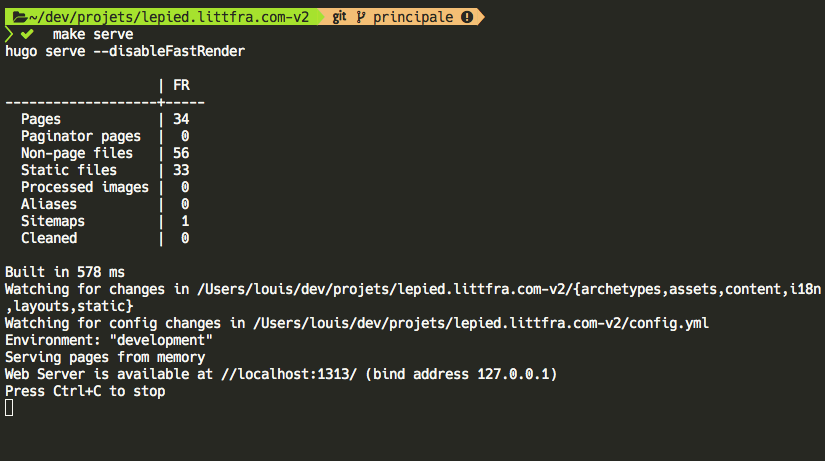 ~/dev/projets/lepied.littfra.com-v2 git principale
make serve
hugo serve --disableFastRender
| FR
-------------------+-----
Pages | 34
Paginator pages | 0
Non-page files | 56
Static files | 33
Processed images | 0
Aliases | 0
Sitemaps | 1
Cleaned | 0
Built in 578 ms
Watching for changes in /Users/louis/dev/projets/lepied.littfra.com-v2/{archetypes,assets,content,i18n
,layouts,static}
Watching for config changes in /Users/louis/dev/projets/lepied.littfra.com-v2/config.yml
Environment: "development"
Serving pages from memory
Web Server is available at //localhost:1313/ (bind address 127.0.0.1)
Press Ctrl+C to stop